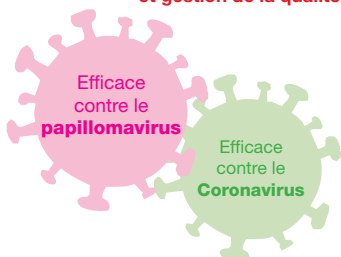 et gestion de la qualité
Efficace
contre le
papillomavirus
Efficace
contre le
Coronavirus